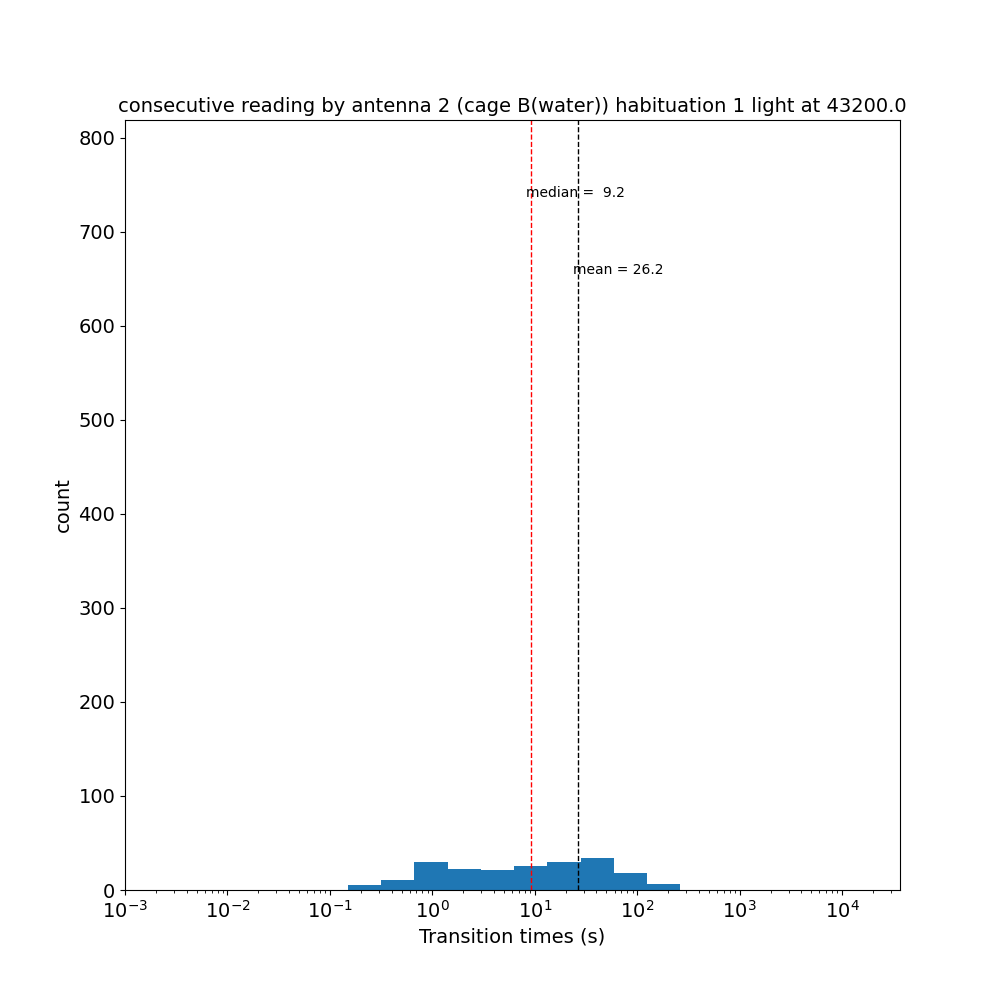 consecutive reading by antenna 2 (cage B(water)) habituation 1 light at 43200.0
800
700
600
500
400
300
200
100
0
count
median =  9.2
mean = 26.2
10⁻³ 10⁻² 10⁻¹ 10⁰ 10¹ 10² 10³ 10⁴
Transition times (s)